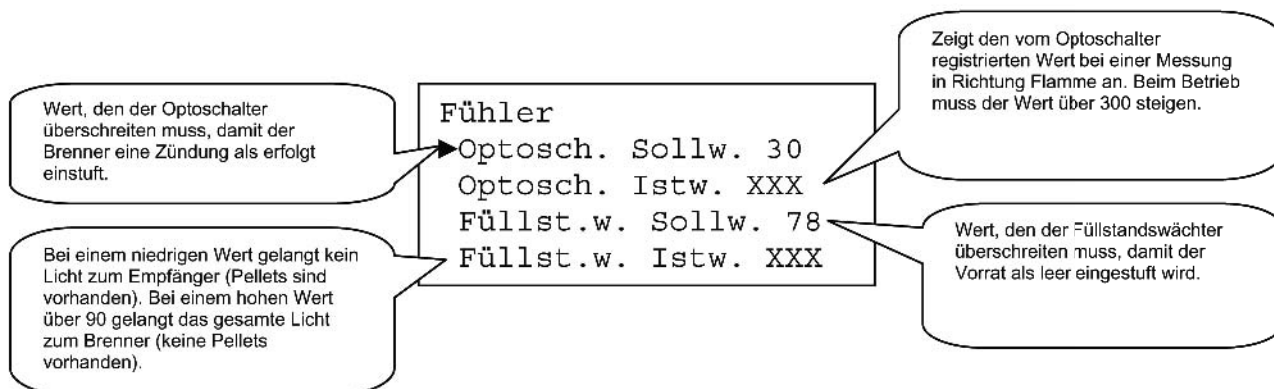 Wert, den der Optoschalter
überschreiten muss, damit der
Brenner eine Zündung als erfolgt
einstuft.
Bei einem niedrigen Wert gelangt kein
Licht zum Empfänger (Pellets sind
vorhanden). Bei einem hohen Wert
über 90 gelangt das gesamte Licht
zum Brenner (keine Pellets
vorhanden).
Fühler
Optosch. Sollw. 30
Optosch. Istw. XXX
Füllst.w. Sollw. 78
Füllst.w. Istw. XXX
Zeigt den vom Optoschalter
registrierten Wert bei einer Messung
in Richtung Flamme an. Beim Betrieb
muss der Wert über 300 steigen.
Wert, den der Füllstandswächter
überschreiten muss, damit der
Vorrat als leer eingestuft wird.